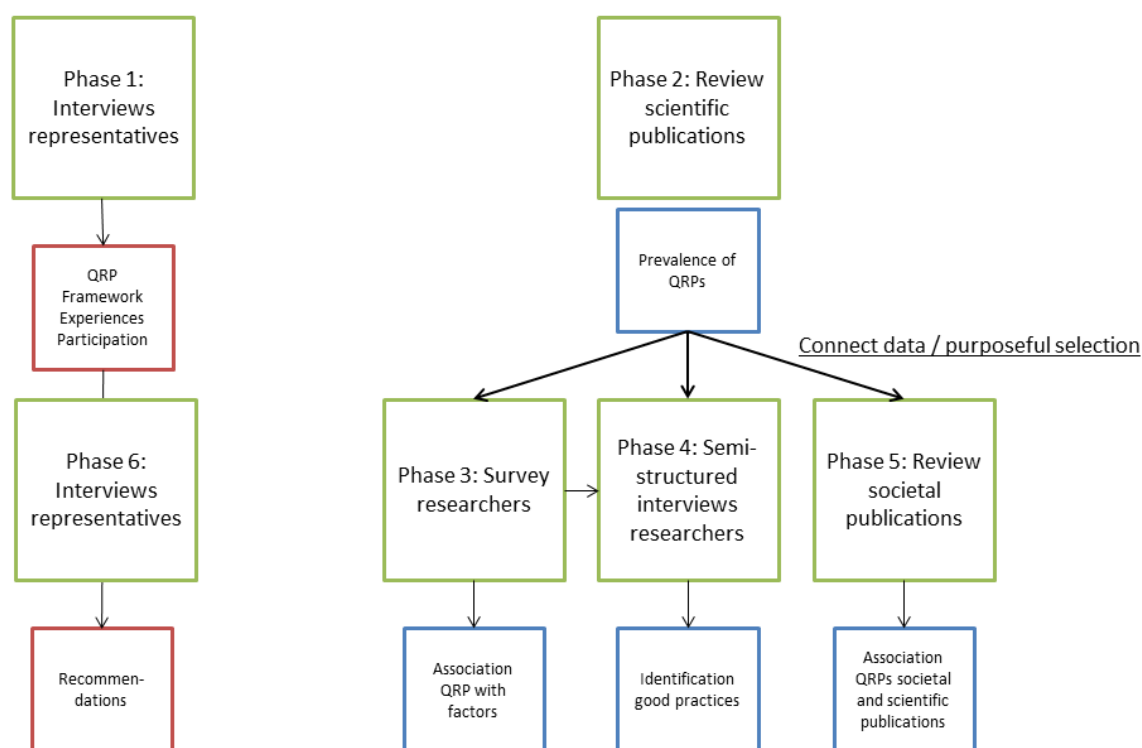 Phase 1:
Interviews
representatives
Phase 2: Review
scientific
publications
QRP
Framework
Experiences
Participation
Prevalence of
QRPs
Connect data / purposeful selection
Phase 6:
Interviews
representatives
Phase 3: Survey
researchers
Phase 4: Semi-
structured
interviews
researchers
Phase 5: Review
societal
publications
Recommen-
dations
Association
QRP with
factors
Identification
good practices
Association
QRPs societal
and scientific
publications